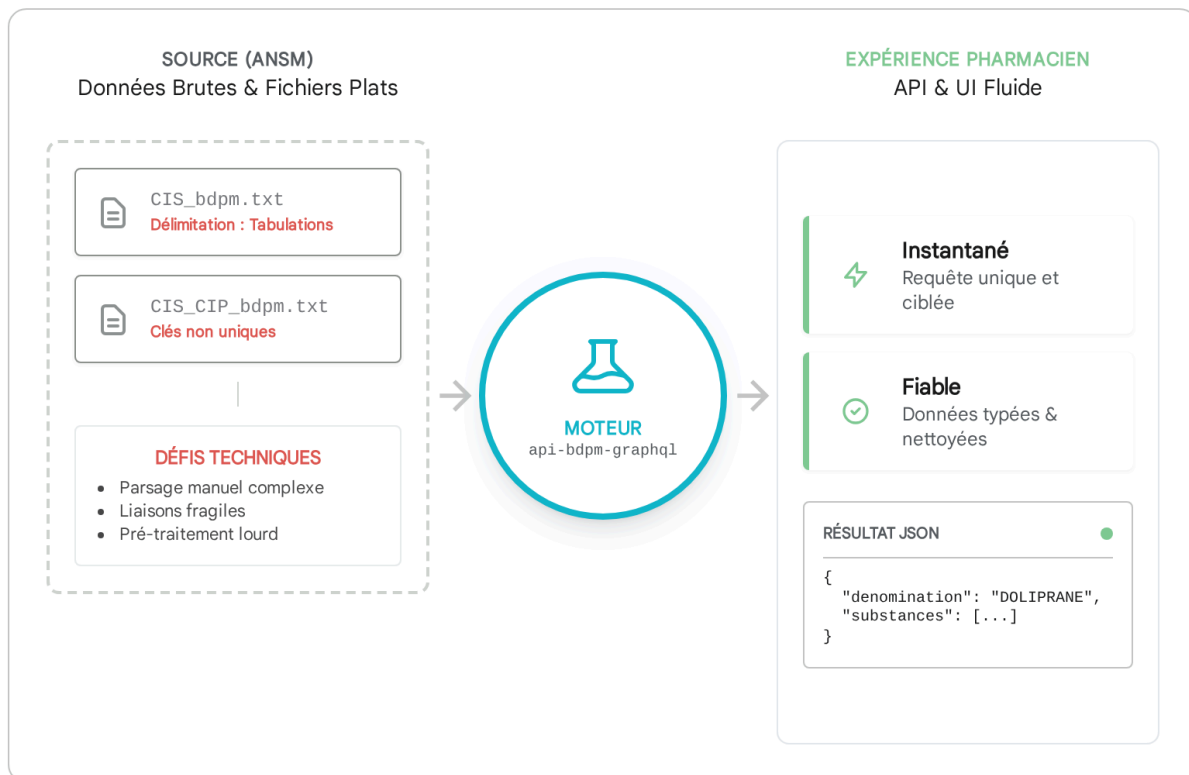 SOURCE (ANSM)
Données Brutes & Fichiers Plats
CIS_bdpm.txt
Délimitation : Tabulations
CIS_CIP_bdpm.txt
Clés non uniques
DÉFIS TECHNIQUES
Parsage manuel complexe
Liaisons fragiles
Pré-traitement lourd
MOTEUR
api-bdpm-graphql
EXPÉRIENCE PHARMACIEN
API & UI Fluide
Instantané
Requête unique et
ciblée
Fiable
Données typées &
nettoyées
RÉSULTAT JSON
{
"denomination": "DOLIPRANE",
"substances": [...]
}